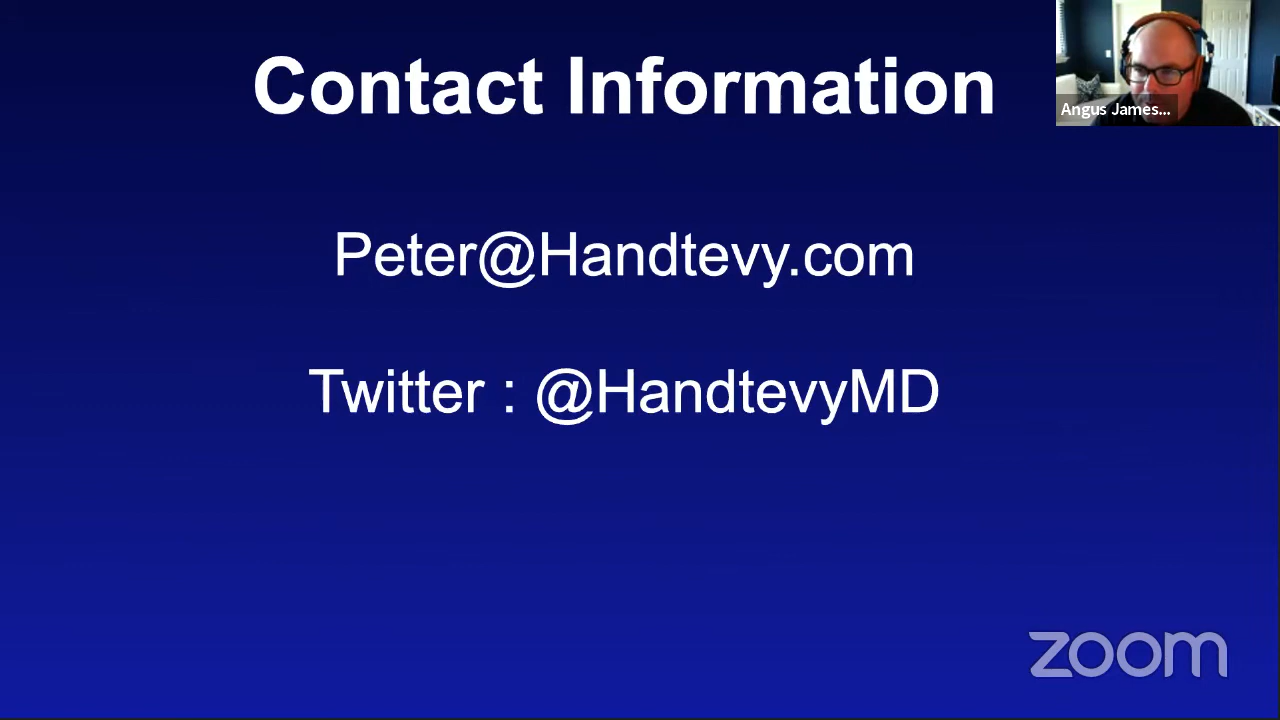 Contact Information
Angus James...
Peter@Handtevy.com
Twitter : @HandtevyMD
zoom